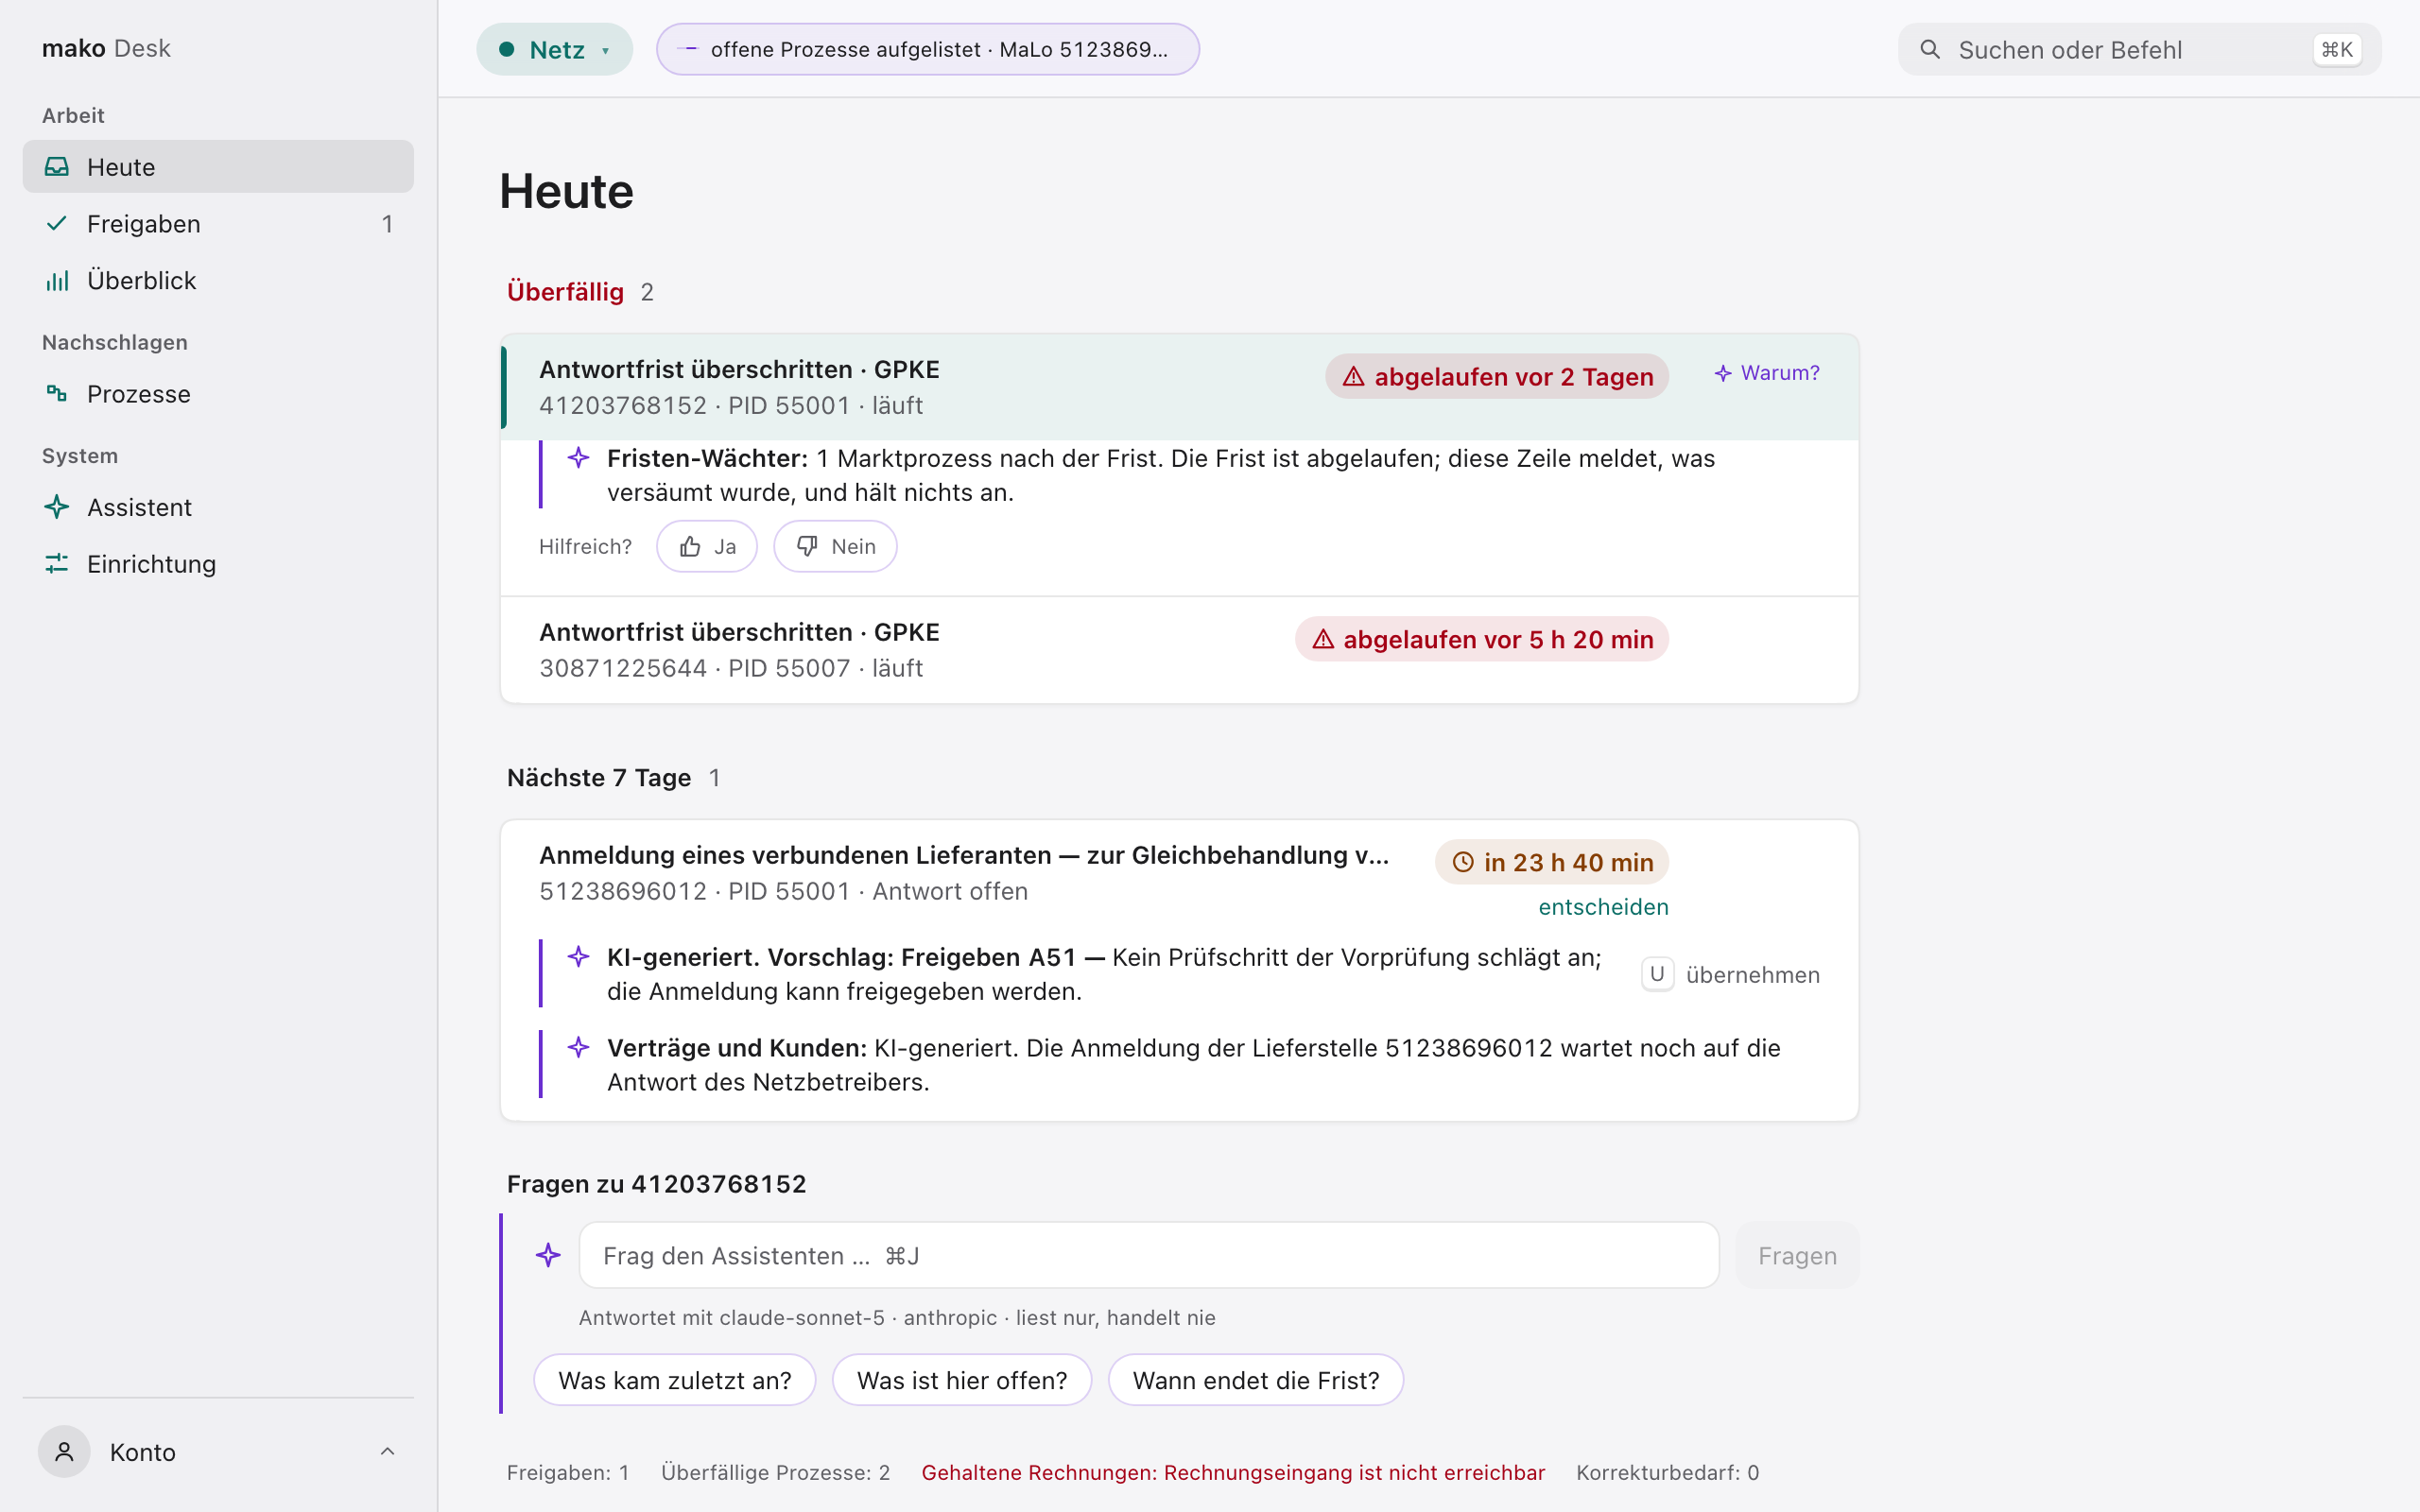 mako Desk
Arbeit
Heute
Freigaben 1
Überblick
Nachschlagen
Prozesse
System
Assistent
Einrichtung
Konto
Netz
offene Prozesse aufgelistet · MaLo 5123869...
Suchen oder Befehl ⌘K
Heute
Überfällig 2
Antwortfrist überschritten · GPKE
abgelaufen vor 2 Tagen
Warum?
41203768152 · PID 55001 · läuft
Fristen-Wächter: 1 Marktprozess nach der Frist. Die Frist ist abgelaufen; diese Zeile meldet, was
versäumt wurde, und hält nichts an.
Hilfreich? Ja Nein
Antwortfrist überschritten · GPKE
abgelaufen vor 5 h 20 min
30871225644 · PID 55007 · läuft
Nächste 7 Tage 1
Anmeldung eines verbundenen Lieferanten — zur Gleichbehandlung v...
in 23 h 40 min
51238696012 · PID 55001 · Antwort offen
entscheiden
KI-generiert. Vorschlag: Freigeben A51 — Kein Prüfschritt der Vorprüfung schlägt an;
die Anmeldung kann freigegeben werden.
U übernehmen
Verträge und Kunden: KI-generiert. Die Anmeldung der Lieferstelle 51238696012 wartet noch auf die
Antwort des Netzbetreibers.
Fragen zu 41203768152
Frag den Assistenten ... ⌘J
Fragen
Antwortet mit claude-sonnet-5 · anthropic · liest nur, handelt nie
Was kam zuletzt an?
Was ist hier offen?
Wann endet die Frist?
Freigaben: 1 Überfällige Prozesse: 2 Gehaltene Rechnungen: Rechnungseingang ist nicht erreichbar Korrekturbedarf: 0